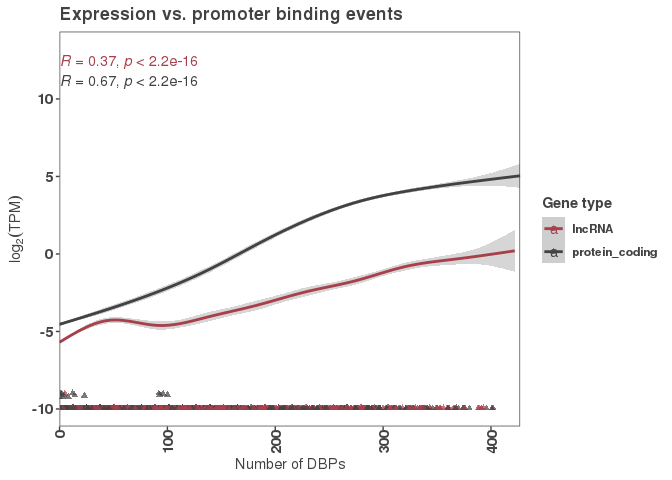 Expression vs. promoter binding events
R = 0.37, p < 2.2e-16
R = 0.67, p < 2.2e-16
10
5
0
-5
-10
log₂(TPM)
0
100
200
300
400
Number of DBPs
Gene type
a lncRNA
a protein_coding